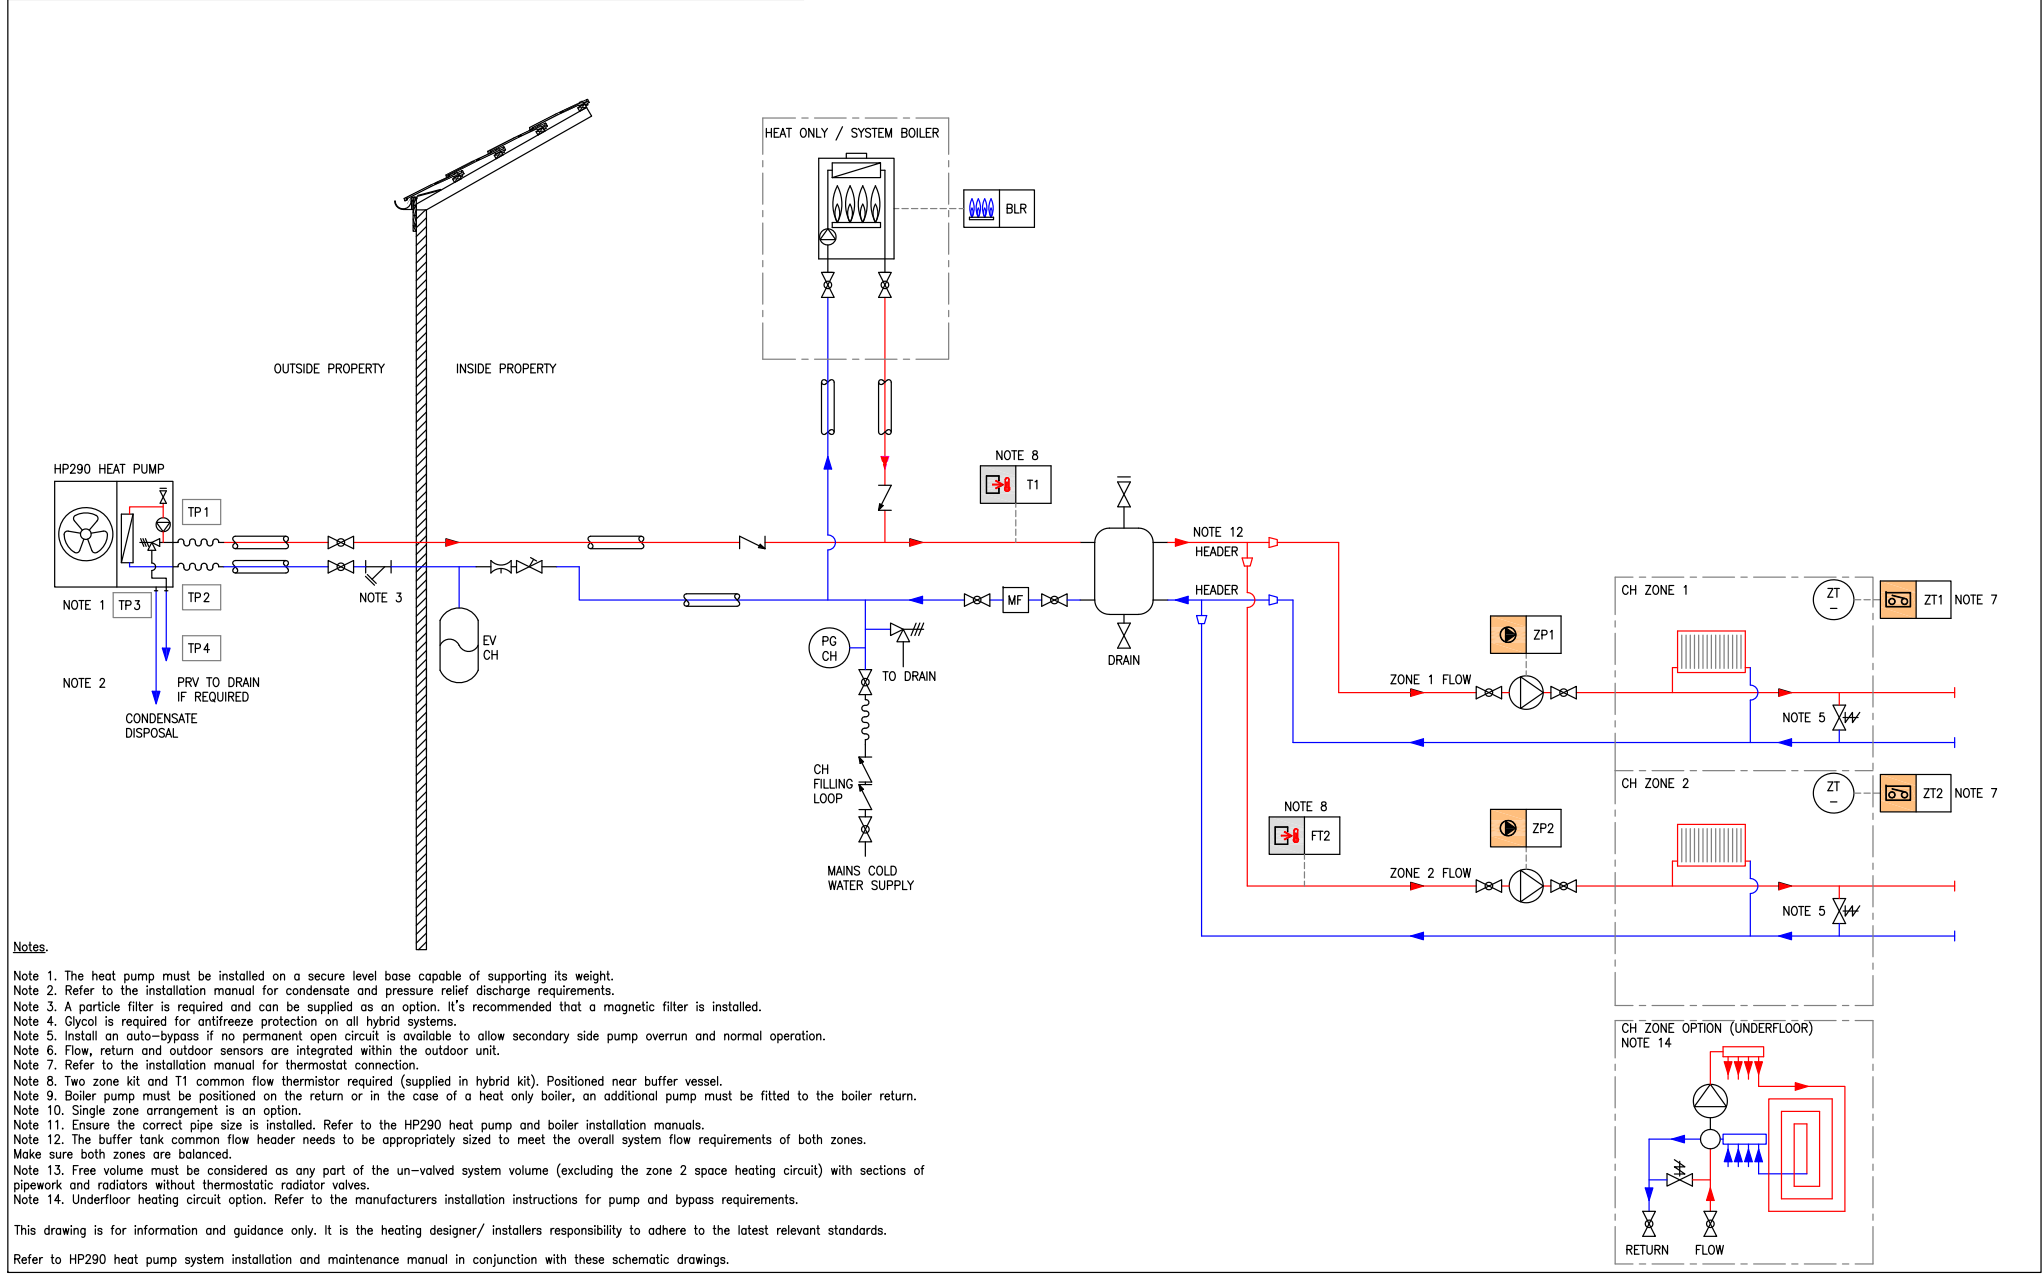 HEAT ONLY / SYSTEM BOILER
BLR
OUTSIDE PROPERTY
INSIDE PROPERTY
HP290 HEAT PUMP
TP1
TP2
NOTE 1
TP3
TP4
NOTE 2
PRV TO DRAIN
IF REQUIRED
CONDENSATE
DISPOSAL
NOTE 3
EV
CH
NOTE 8
T1
MF
PG
CH
TO DRAIN
CH
FILLING
LOOP
MAINS COLD
WATER SUPPLY
DRAIN
NOTE 12
HEADER
HEADER
CH ZONE 1
ZT
–
ZT1
NOTE 7
ZP1
ZONE 1 FLOW
NOTE 5
CH ZONE 2
ZT
–
ZT2
NOTE 7
NOTE 8
FT2
ZP2
ZONE 2 FLOW
NOTE 5
CH ZONE OPTION (UNDERFLOOR)
NOTE 14
RETURN
FLOW
Notes.
Note 1. The heat pump must be installed on a secure level base capable of supporting its weight.
Note 2. Refer to the installation manual for condensate and pressure relief discharge requirements.
Note 3. A particle filter is required and can be supplied as an option. It's recommended that a magnetic filter is installed.
Note 4. Glycol is required for antifreeze protection on all hybrid systems.
Note 5. Install an auto-bypass if no permanent open circuit is available to allow secondary side pump overrun and normal operation.
Note 6. Flow, return and outdoor sensors are integrated within the outdoor unit.
Note 7. Refer to the installation manual for thermostat connection.
Note 8. Two zone kit and T1 common flow thermistor required (supplied in hybrid kit). Positioned near buffer vessel.
Note 9. Boiler pump must be positioned on the return or in the case of a heat only boiler, an additional pump must be fitted to the boiler return.
Note 10. Single zone arrangement is an option.
Note 11. Ensure the correct pipe size is installed. Refer to the HP290 heat pump and boiler installation manuals.
Note 12. The buffer tank common flow header needs to be appropriately sized to meet the overall system flow requirements of both zones.
Make sure both zones are balanced.
Note 13. Free volume must be considered as any part of the un-valved system volume (excluding the zone 2 space heating circuit) with sections of
pipework and radiators without thermostatic radiator valves.
Note 14. Underfloor heating circuit option. Refer to the manufacturers installation instructions for pump and bypass requirements.
This drawing is for information and guidance only. It is the heating designer/ installers responsibility to adhere to the latest relevant standards.
Refer to HP290 heat pump system installation and maintenance manual in conjunction with these schematic drawings.